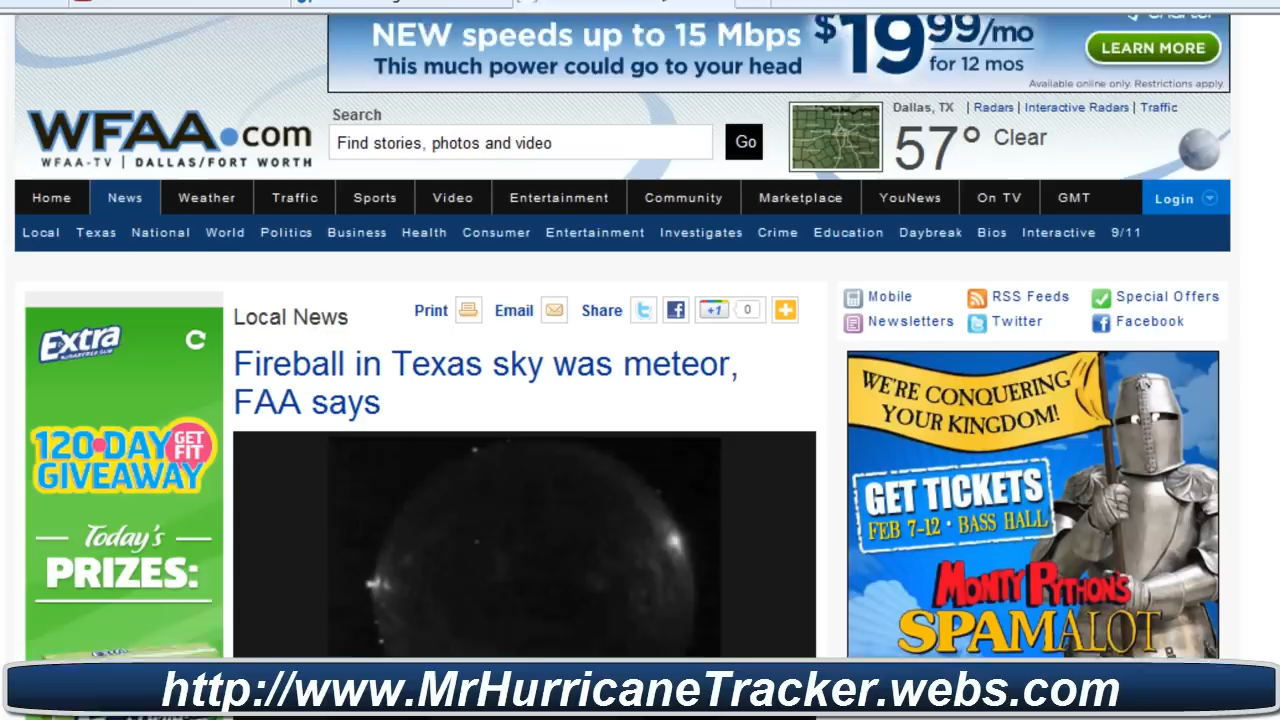 NEW speeds up to 15 Mbps
This much power could go to your head
$19 99/mo
for 12 mos
LEARN MORE
Available online only. Restrictions apply.
WFAA.com
WFAA-TV | DALLAS/FORT WORTH
Search
Find stories, photos and video
Go
Dallas, TX | Radars | Interactive Radars | Traffic
57° Clear
Home News Weather Traffic Sports Video Entertainment Community Marketplace YouNews On TV GMT Login
Local Texas National World Politics Business Health Consumer Entertainment Investigates Crime Education Daybreak Bios Interactive 9/11
Extra
120•DAY
GET FIT
GIVEAWAY
Today's
PRIZES:
Local News
Print Email Share +1 0
Fireball in Texas sky was meteor,
FAA says
Mobile RSS Feeds Special Offers
Newsletters Twitter Facebook
WE'RE CONQUERING
YOUR KINGDOM!
GET TICKETS
FEB 7-12 • BASS HALL
MONTY PYTHON'S
SPAMALOT
http://www.MrHurricaneTracker.webs.com